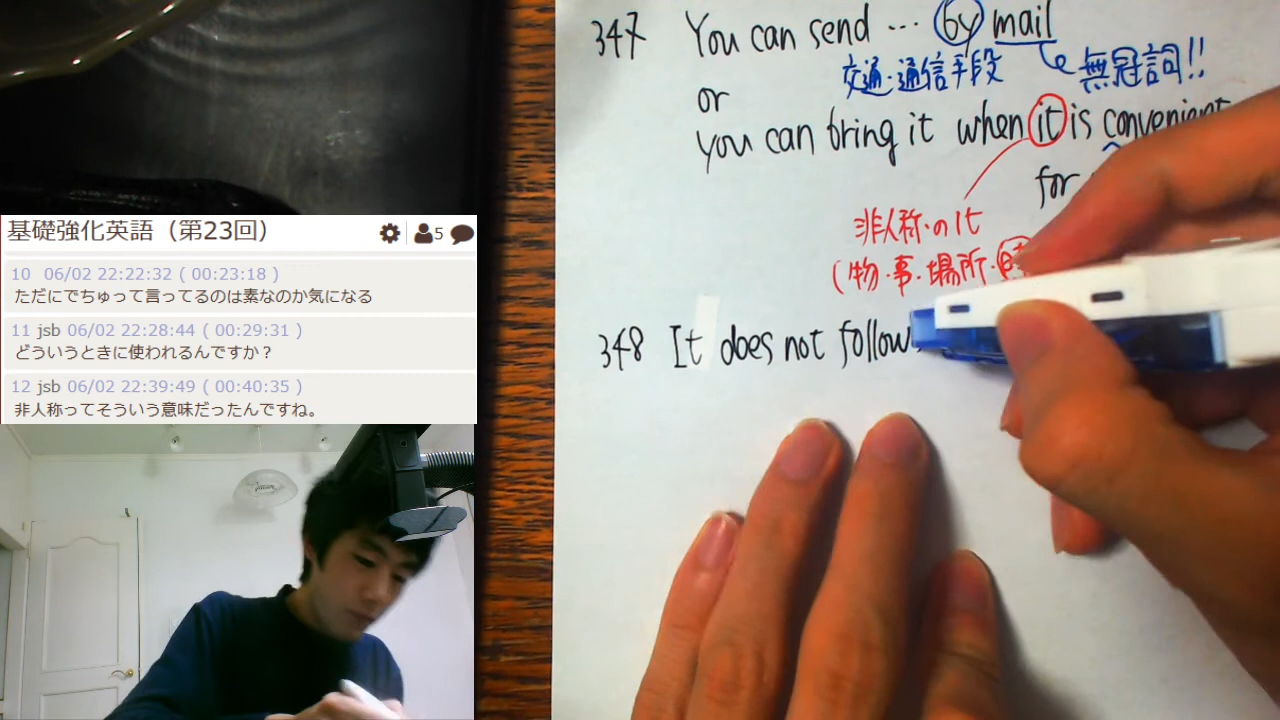 基礎強化英語（第23回）
5
10 06/02 22:22:32 ( 00:23:18 )
ただにでちゅって言ってるのは素なのか気になる
11 jsb 06/02 22:28:44 ( 00:29:31 )
どういうときに使われるんですか？
12 jsb 06/02 22:39:49 ( 00:40:35 )
非人称ってそういう意味だったんですね。
347 You can send … by mail
交通・通信手段 無冠詞!!
or
you can bring it when it is convenient
for
非人称のit
(物・事・場所・時
348 It does not follow